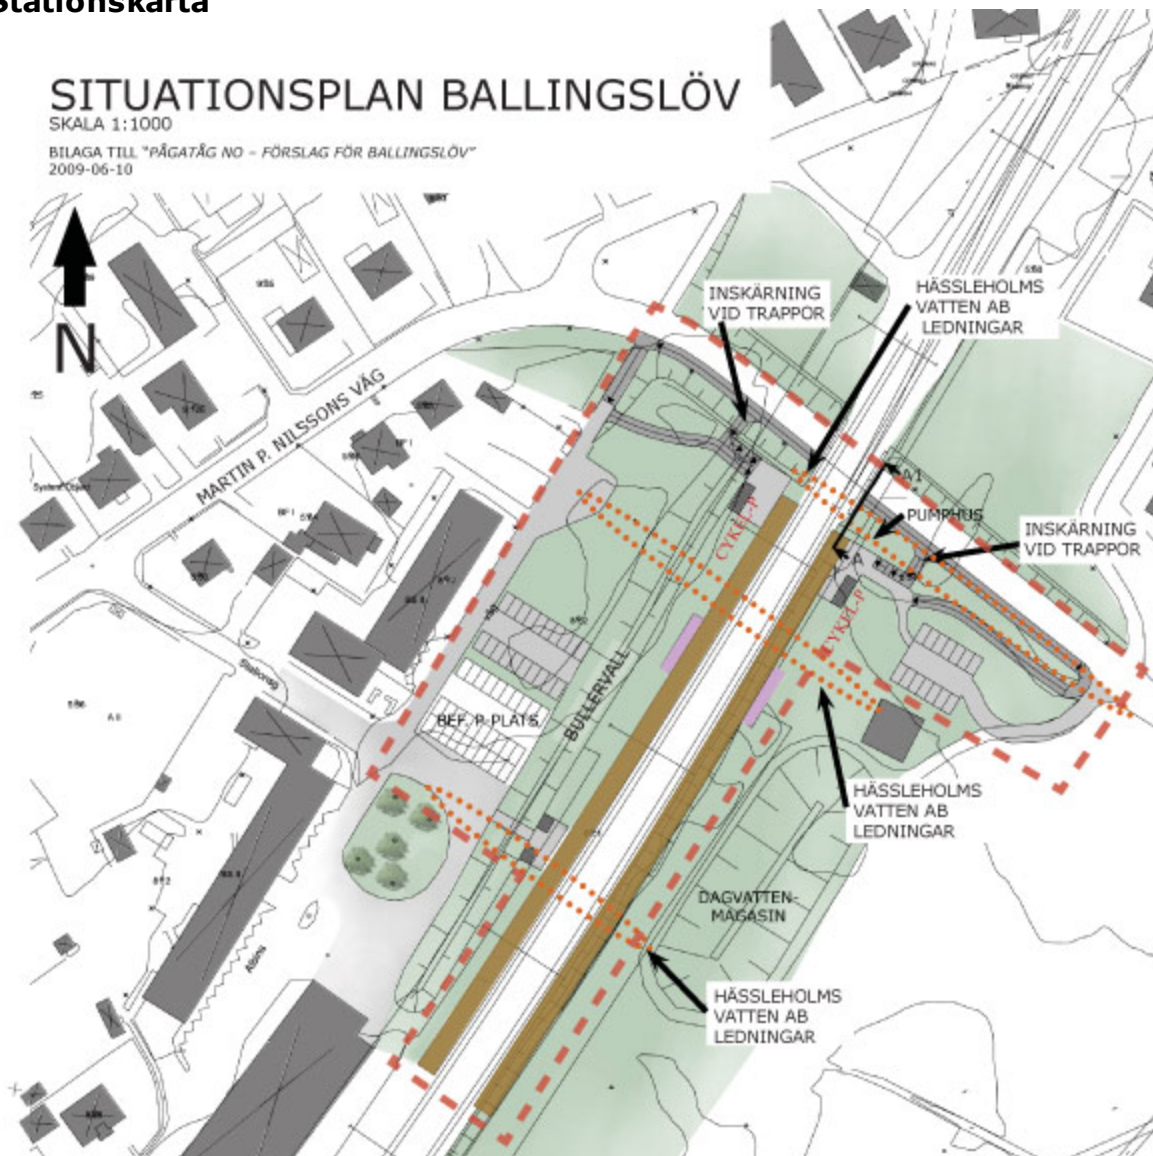 Stationskarta
SITUATIONSPLAN BALLINGSLÖV
SKALA 1:1000
BILAGA TILL "PÅGATÅG NO – FÖRSLAG FÖR BALLINGSLÖV"
2009-06-10
N
INSKÄRNING
VID TRAPPOR
HÄSSLEHOLMS
VATTEN AB
LEDNINGAR
MARTIN P. NILSSONS VÄG
CYKEL-P
M
PUMPHUS
INSKÄRNING
VID TRAPPOR
A
CYKEL-P
BULLERVALL
BEF. P-PLATS
HÄSSLEHOLMS
VATTEN AB
LEDNINGAR
DAGVATTEN-
MAGASIN
HÄSSLEHOLMS
VATTEN AB
LEDNINGAR